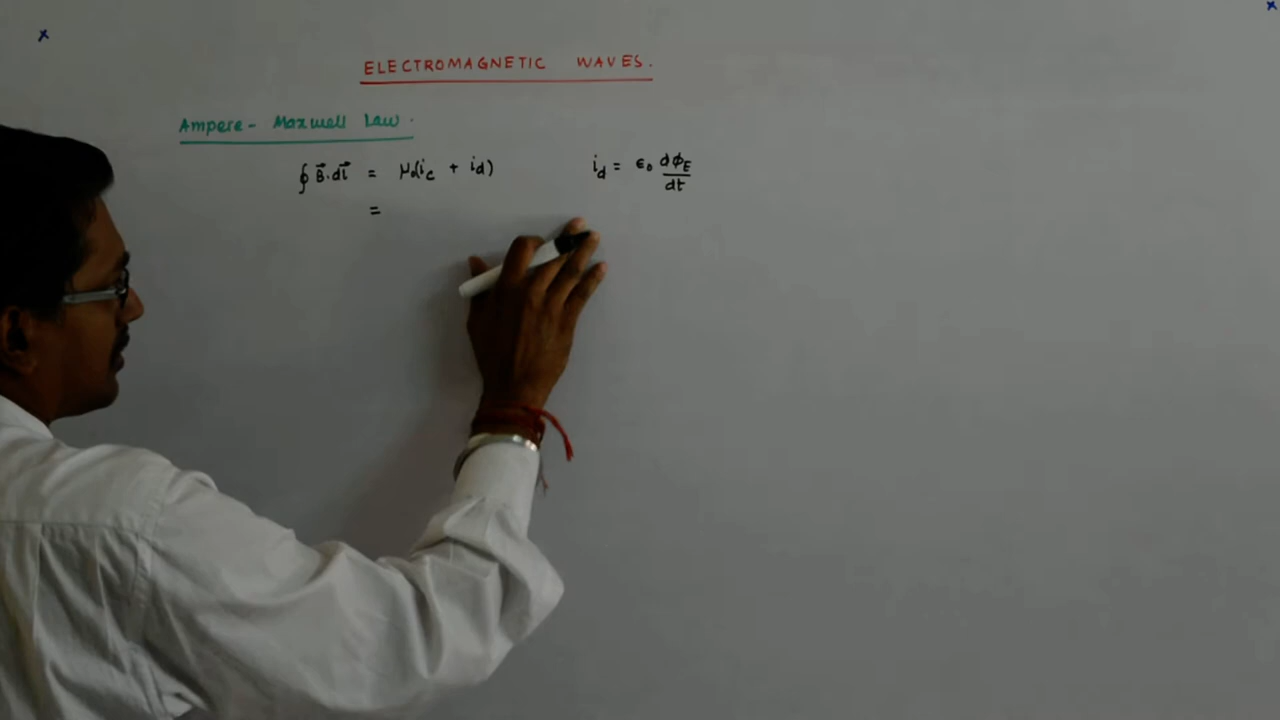 ELECTROMAGNETIC WAVES.
Ampere - Maxwell Law.
∮ B⃗.dl⃗ = μ₀(i_c + i_d) i_d = ε₀ dϕ_E/dt
=